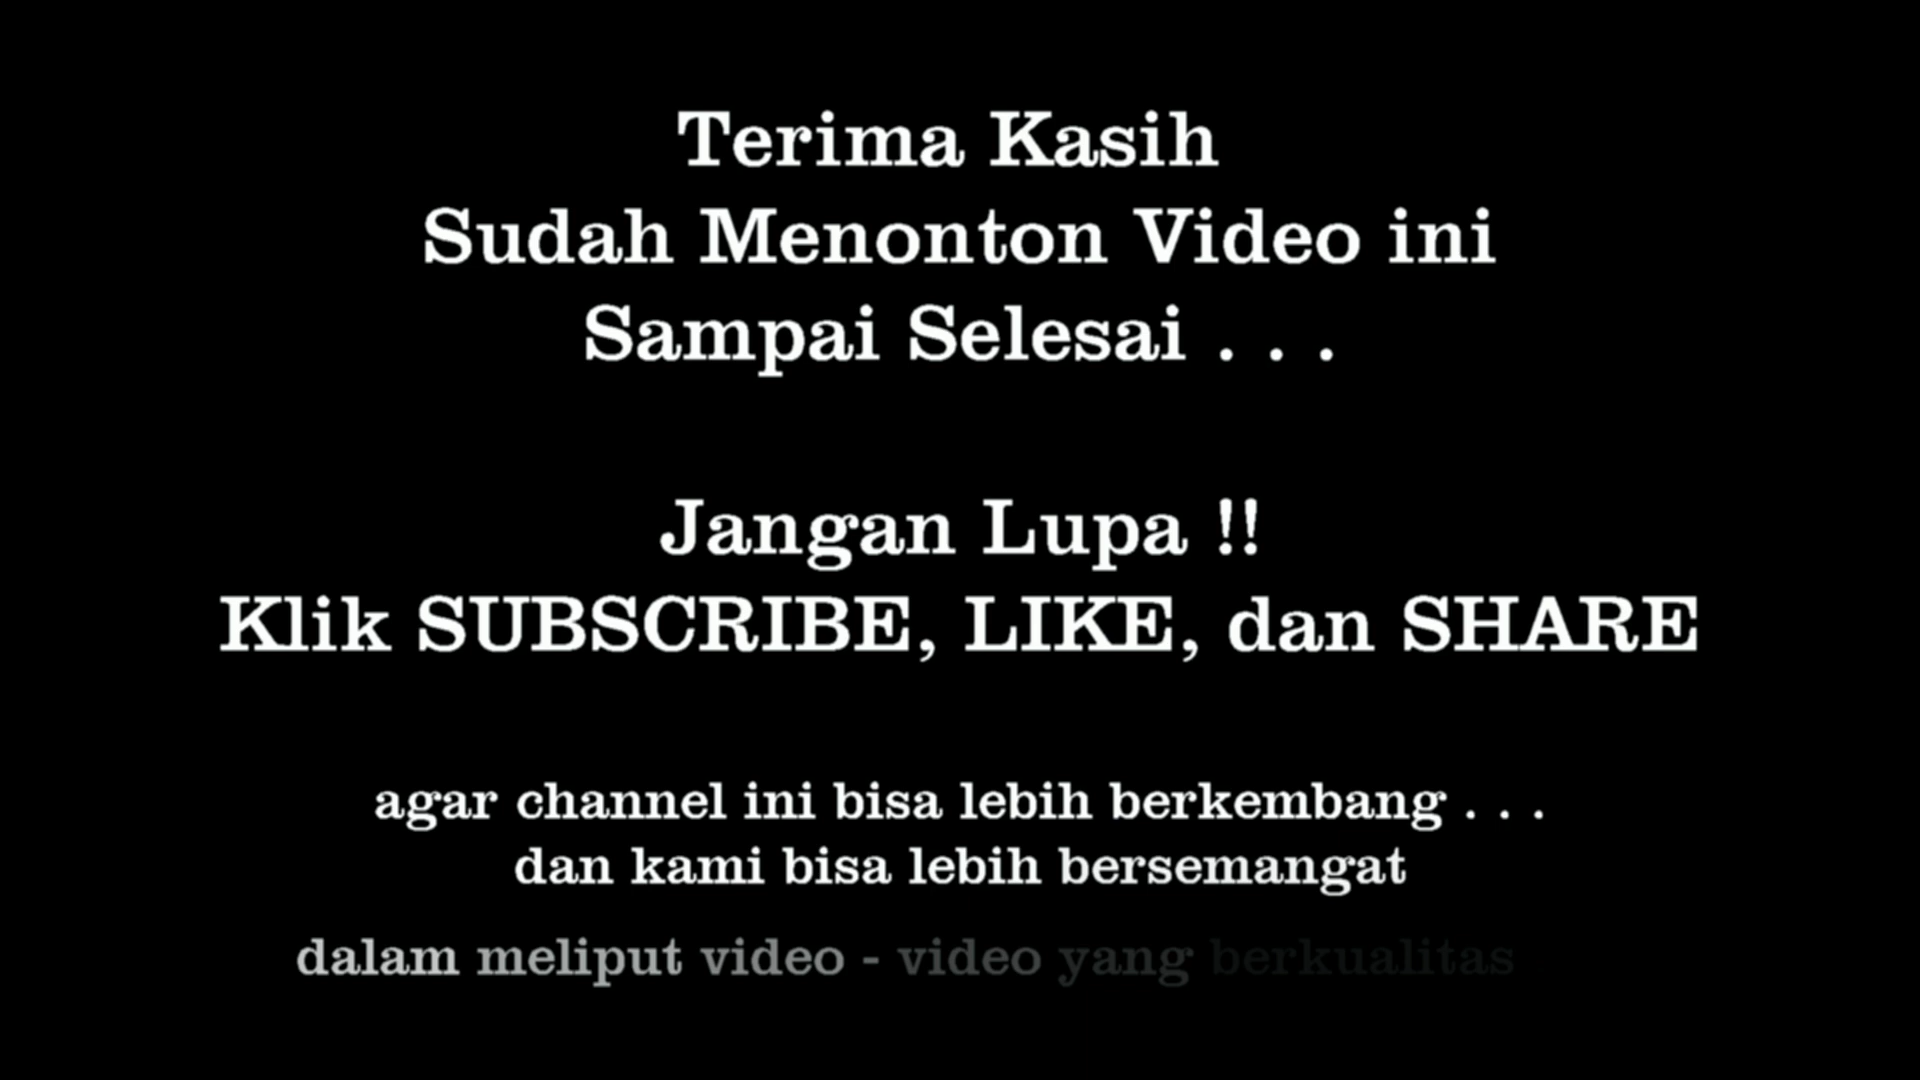 Terima Kasih
Sudah Menonton Video ini
Sampai Selesai . . .
Jangan Lupa !!
Klik SUBSCRIBE, LIKE, dan SHARE
agar channel ini bisa lebih berkembang . . .
dan kami bisa lebih bersemangat
dalam meliput video - video yang berkualitas